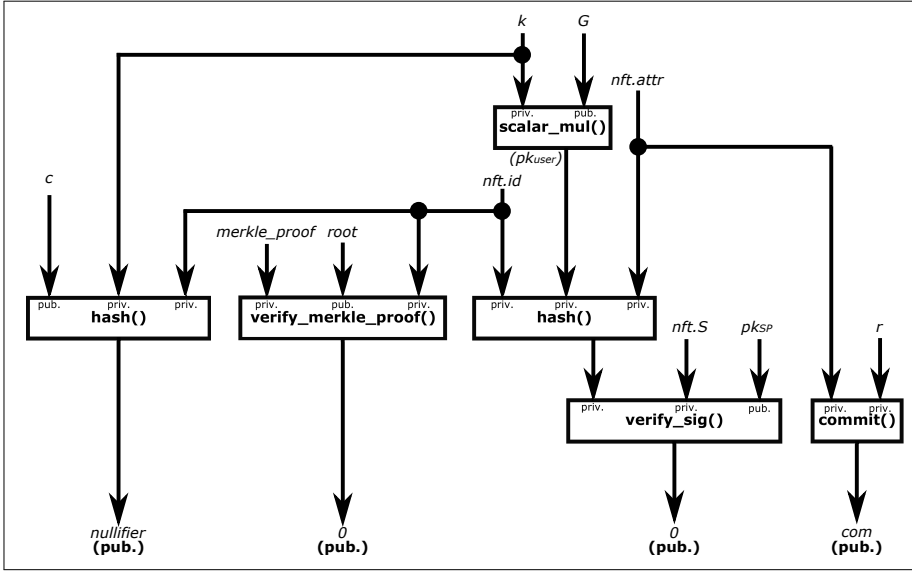 k G
nft.attr
priv. pub.
scalar_mul()
(pkuser)
c nft.id
merkle_proof root
pub. priv. priv. priv. pub. priv. priv. priv. priv.
hash() verify_merkle_proof() hash()
nft.S pkSP r
priv. priv. pub. priv. priv.
verify_sig() commit()
nullifier 0 0 com
(pub.) (pub.) (pub.) (pub.)